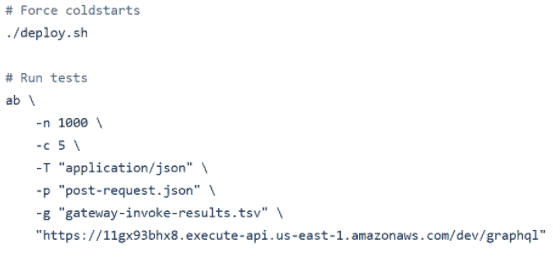 # Force coldstarts
./deploy.sh
# Run tests
ab \
-n 1000 \
-c 5 \
-T "application/json" \
-p "post-request.json" \
-g "gateway-invoke-results.tsv" \
"https://11gx93bhx8.execute-api.us-east-1.amazonaws.com/dev/graphql"